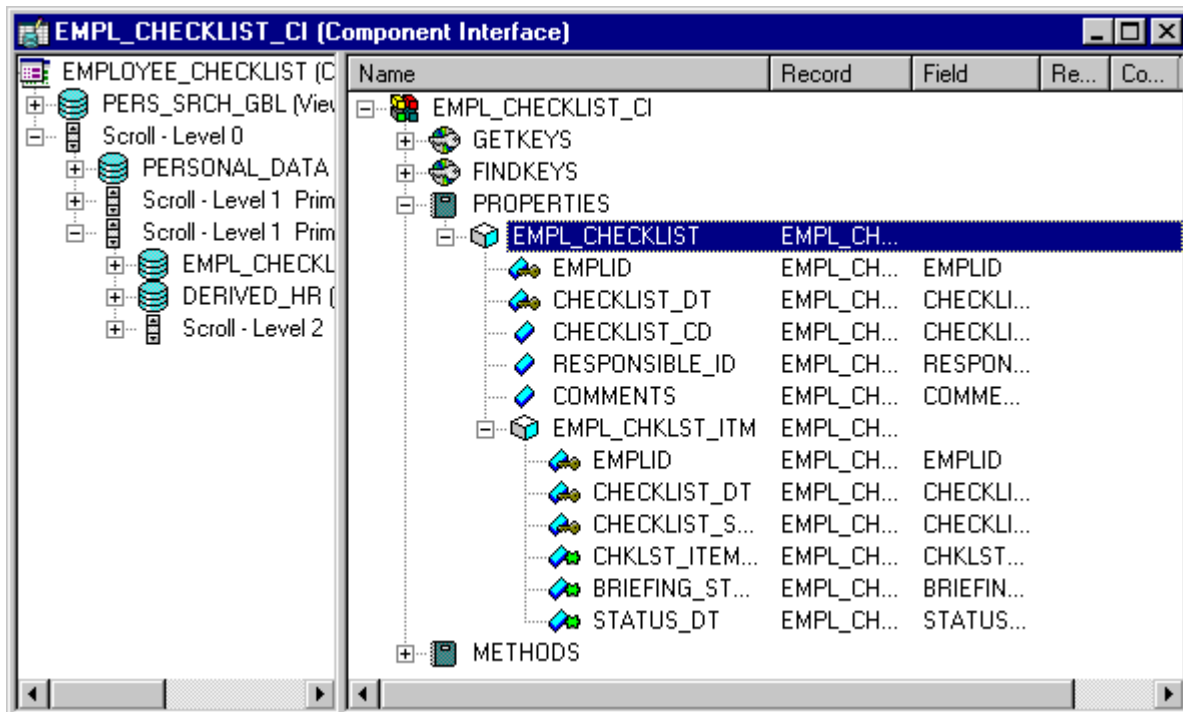 EMPL_CHECKLIST_CI (Component Interface)
EMPLOYEE_CHECKLIST (C
PERS_SRCH_GBL (Viev
Scroll - Level 0
PERSONAL_DATA
Scroll - Level 1 Prim
Scroll - Level 1 Prim
EMPL_CHECKL
DERIVED_HR (
Scroll - Level 2
Name Record Field Re... Co...
EMPL_CHECKLIST_CI
GETKEYS
FINDKEYS
PROPERTIES
EMPL_CHECKLIST EMPL_CH...
EMPLID EMPL_CH... EMPLID
CHECKLIST_DT EMPL_CH... CHECKLI...
CHECKLIST_CD EMPL_CH... CHECKLI...
RESPONSIBLE_ID EMPL_CH... RESPON...
COMMENTS EMPL_CH... COMME...
EMPL_CHKLST_ITM EMPL_CH...
EMPLID EMPL_CH... EMPLID
CHECKLIST_DT EMPL_CH... CHECKLI...
CHECKLIST_S... EMPL_CH... CHECKLI...
CHKLST_ITEM... EMPL_CH... CHKLST...
BRIEFING_ST... EMPL_CH... BRIEFIN...
STATUS_DT EMPL_CH... STATUS...
METHODS